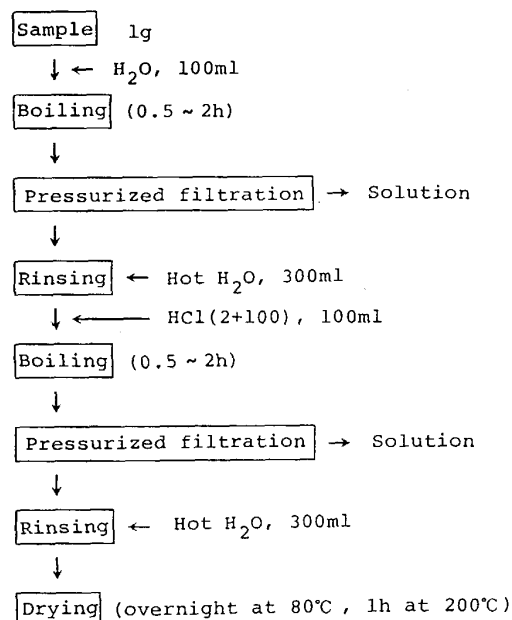 Sample 1g
↓ ← H₂O, 100ml
Boiling (0.5 ~ 2h)
↓
Pressurized filtration → Solution
↓
Rinsing ← Hot H₂O, 300ml
↓ ← HCl(2+100), 100ml
Boiling (0.5 ~ 2h)
↓
Pressurized filtration → Solution
↓
Rinsing ← Hot H₂O, 300ml
↓
Drying (overnight at 80℃, 1h at 200℃)